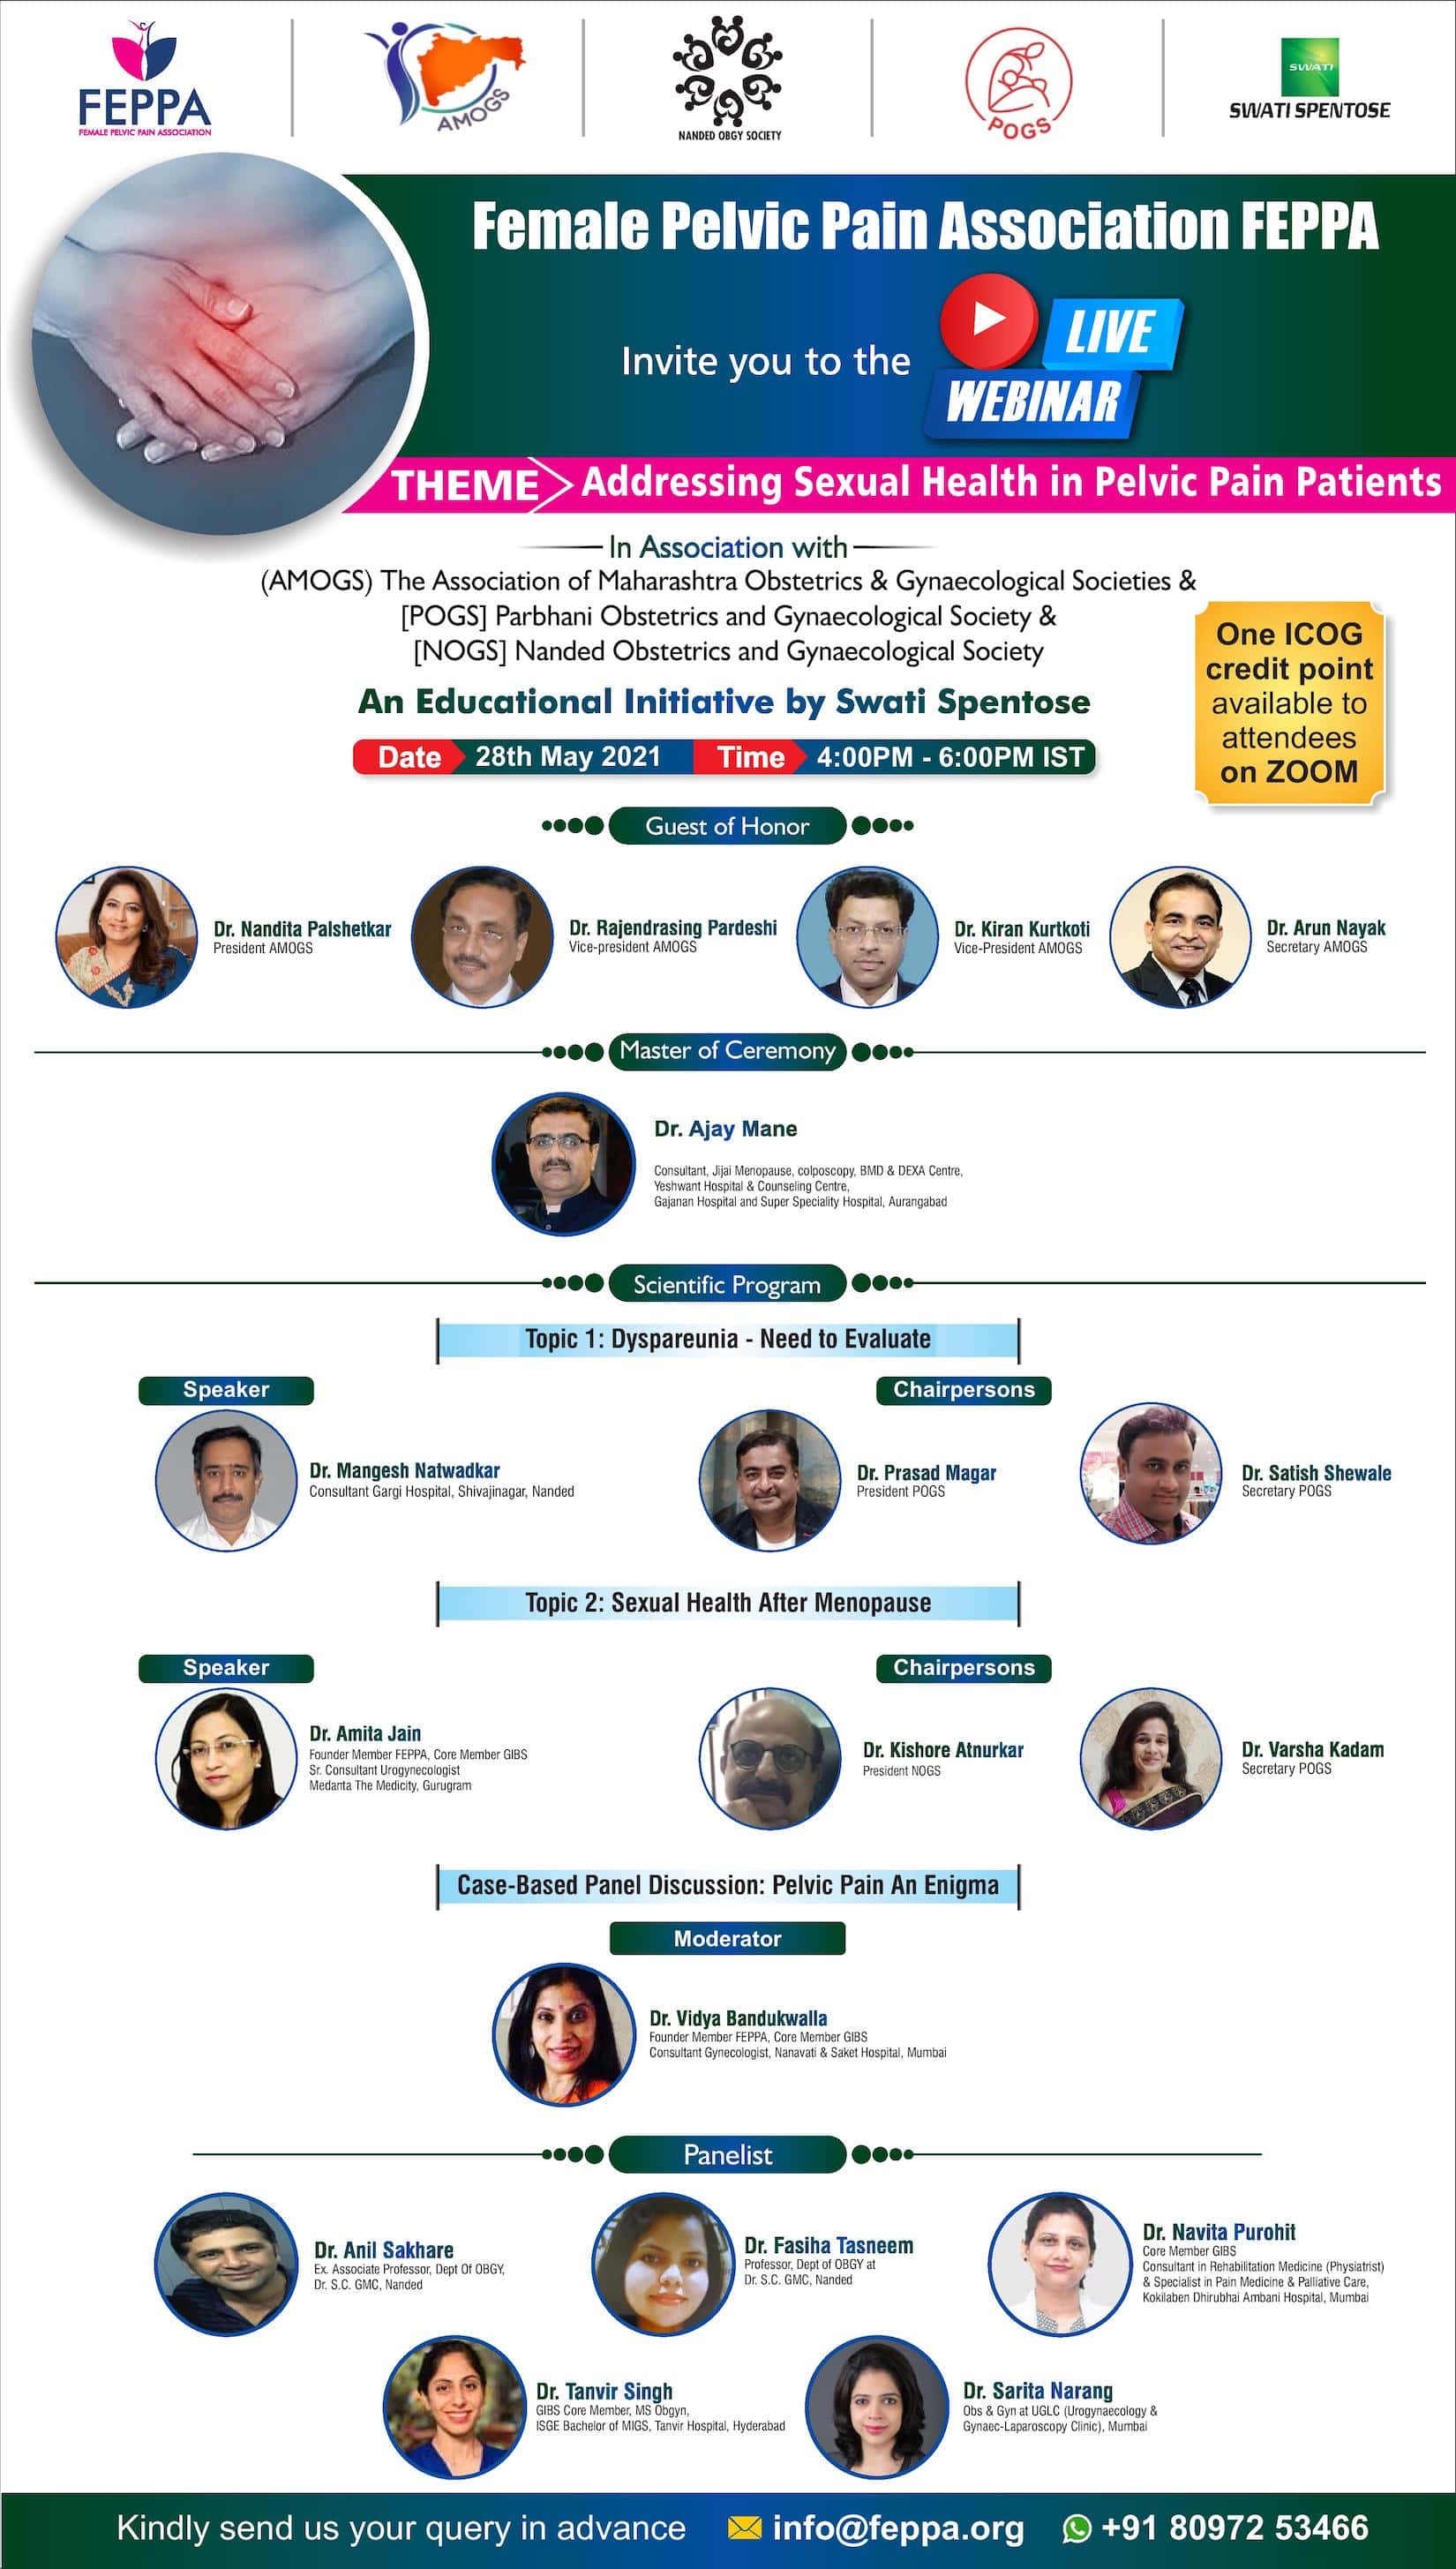 FEPPA
FEMALE PELVIC PAIN ASSOCIATION
AMOGS
NANDED OBGY SOCIETY
POGS
SWATI
SWATI SPENTOSE
Female Pelvic Pain Association FEPPA
Invite you to the
LIVE
WEBINAR
THEME
Addressing Sexual Health in Pelvic Pain Patients
In Association with
(AMOGS) The Association of Maharashtra Obstetrics & Gynaecological Societies &
[POGS] Parbhani Obstetrics and Gynaecological Society &
[NOGS] Nanded Obstetrics and Gynaecological Society
An Educational Initiative by Swati Spentose
Date 28th May 2021 Time 4:00PM - 6:00PM IST
One ICOG
credit point
available to
attendees
on ZOOM
Guest of Honor
Dr. Nandita Palshetkar
President AMOGS
Dr. Rajendrasing Pardeshi
Vice-president AMOGS
Dr. Kiran Kurtkoti
Vice-President AMOGS
Dr. Arun Nayak
Secretary AMOGS
Master of Ceremony
Dr. Ajay Mane
Consultant, Jijai Menopause, colposcopy, BMD & DEXA Centre,
Yeshwant Hospital & Counseling Centre,
Gajanan Hospital and Super Speciality Hospital, Aurangabad
Scientific Program
Topic 1: Dyspareunia - Need to Evaluate
Speaker
Dr. Mangesh Natwadkar
Consultant Gargi Hospital, Shivajinagar, Nanded
Chairpersons
Dr. Prasad Magar
President POGS
Dr. Satish Shewale
Secretary POGS
Topic 2: Sexual Health After Menopause
Speaker
Dr. Amita Jain
Founder Member FEPPA, Core Member GIBS
Sr. Consultant Urogynecologist
Medanta The Medicity, Gurugram
Chairpersons
Dr. Kishore Atnurkar
President NOGS
Dr. Varsha Kadam
Secretary POGS
Case-Based Panel Discussion: Pelvic Pain An Enigma
Moderator
Dr. Vidya Bandukwalla
Founder Member FEPPA, Core Member GIBS
Consultant Gynecologist, Nanavati & Saket Hospital, Mumbai
Panelist
Dr. Anil Sakhare
Ex. Associate Professor, Dept Of OBGY,
Dr. S.C. GMC, Nanded
Dr. Fasiha Tasneem
Professor, Dept of OBGY at
Dr. S.C. GMC, Nanded
Dr. Navita Purohit
Core Member GIBS
Consultant in Rehabilitation Medicine (Physiatrist)
& Specialist in Pain Medicine & Palliative Care,
Kokilaben Dhirubhai Ambani Hospital, Mumbai
Dr. Tanvir Singh
GIBS Core Member, MS Obgyn,
ISGE Bachelor of MIGS, Tanvir Hospital, Hyderabad
Dr. Sarita Narang
Obs & Gyn at UGLC (Urogynaecology &
Gynaec-Laparoscopy Clinic), Mumbai
Kindly send us your query in advance info@feppa.org +91 80972 53466